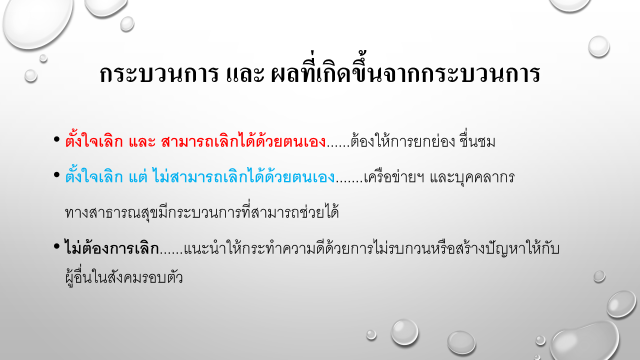 กระบวนการ และ ผลที่เกิดขึ้นจากกระบวนการ
• ตั้งใจเลิก และ สามารถเลิกได้ด้วยตนเอง......ต้องให้การยกย่อง ชื่นชม
• ตั้งใจเลิก แต่ ไม่สามารถเลิกได้ด้วยตนเอง.......เครือข่ายฯ และบุคคลากร
ทางสาธารณสุขมีกระบวนการที่สามารถช่วยได้
• ไม่ต้องการเลิก......แนะนำให้กระทำความดีด้วยการไม่รบกวนหรือสร้างปัญหาให้กับ
ผู้อื่นในสังคมรอบตัว